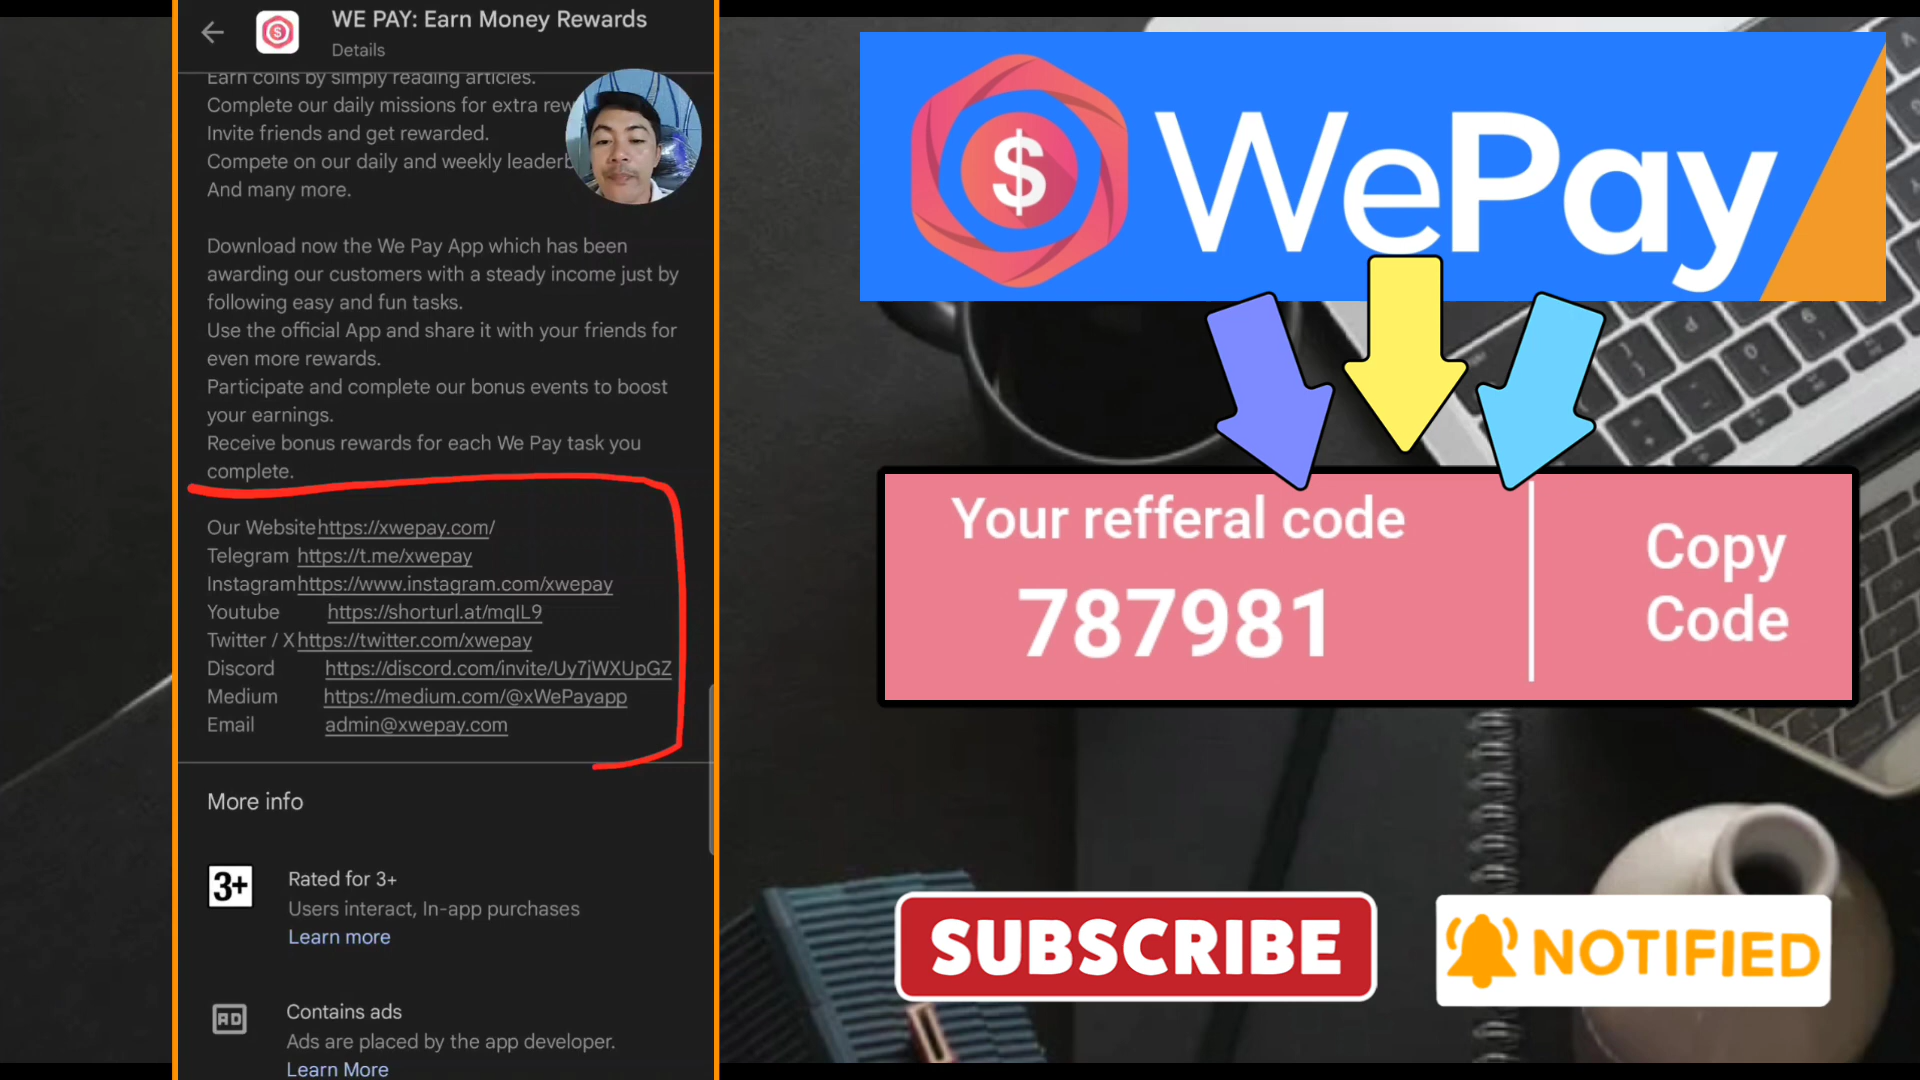 WE PAY: Earn Money Rewards
Details
Earn coins by simply reading articles.
Complete our daily missions for extra rew
Invite friends and get rewarded.
Compete on our daily and weekly leaderb
And many more.
Download now the We Pay App which has been
awarding our customers with a steady income just by
following easy and fun tasks.
Use the official App and share it with your friends for
even more rewards.
Participate and complete our bonus events to boost
your earnings.
Receive bonus rewards for each We Pay task you
complete.
Our Website https://xwepay.com/
Telegram https://t.me/xwepay
Instagram https://www.instagram.com/xwepay
Youtube https://shorturl.at/mqIL9
Twitter / X https://twitter.com/xwepay
Discord https://discord.com/invite/Uy7jWXUpGZ
Medium https://medium.com/@xWePayapp
Email admin@xwepay.com
More info
3+
Rated for 3+
Users interact, In-app purchases
Learn more
AD
Contains ads
Ads are placed by the app developer.
Learn More
$ WePay
Your refferal code
787981
Copy
Code
SUBSCRIBE
NOTIFIED